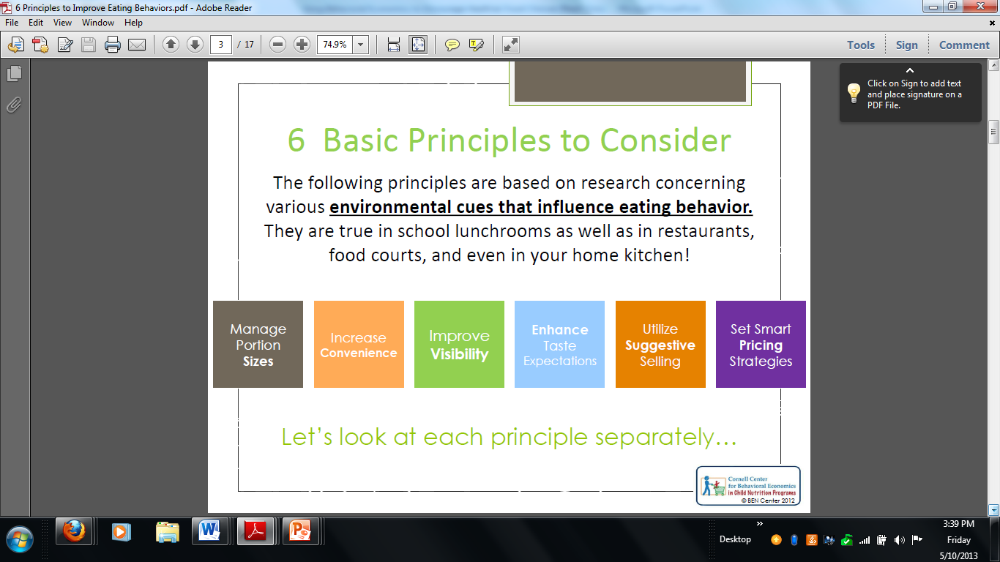 6 Principles to Improve Eating Behaviors.pdf - Adobe Reader
File Edit View Window Help
3 / 17 74.9% Tools Sign Comment
Click on Sign to add text
and place signature on a
PDF File.
6 Basic Principles to Consider
The following principles are based on research concerning
various environmental cues that influence eating behavior.
They are true in school lunchrooms as well as in restaurants,
food courts, and even in your home kitchen!
Manage
Portion
Sizes
Increase
Convenience
Improve
Visibility
Enhance
Taste
Expectations
Utilize
Suggestive
Selling
Set Smart
Pricing
Strategies
Let's look at each principle separately...
Cornell Center
for Behavioral Economics
in Child Nutrition Programs
© BEN Center 2012
Desktop
3:39 PM
Friday
5/10/2013